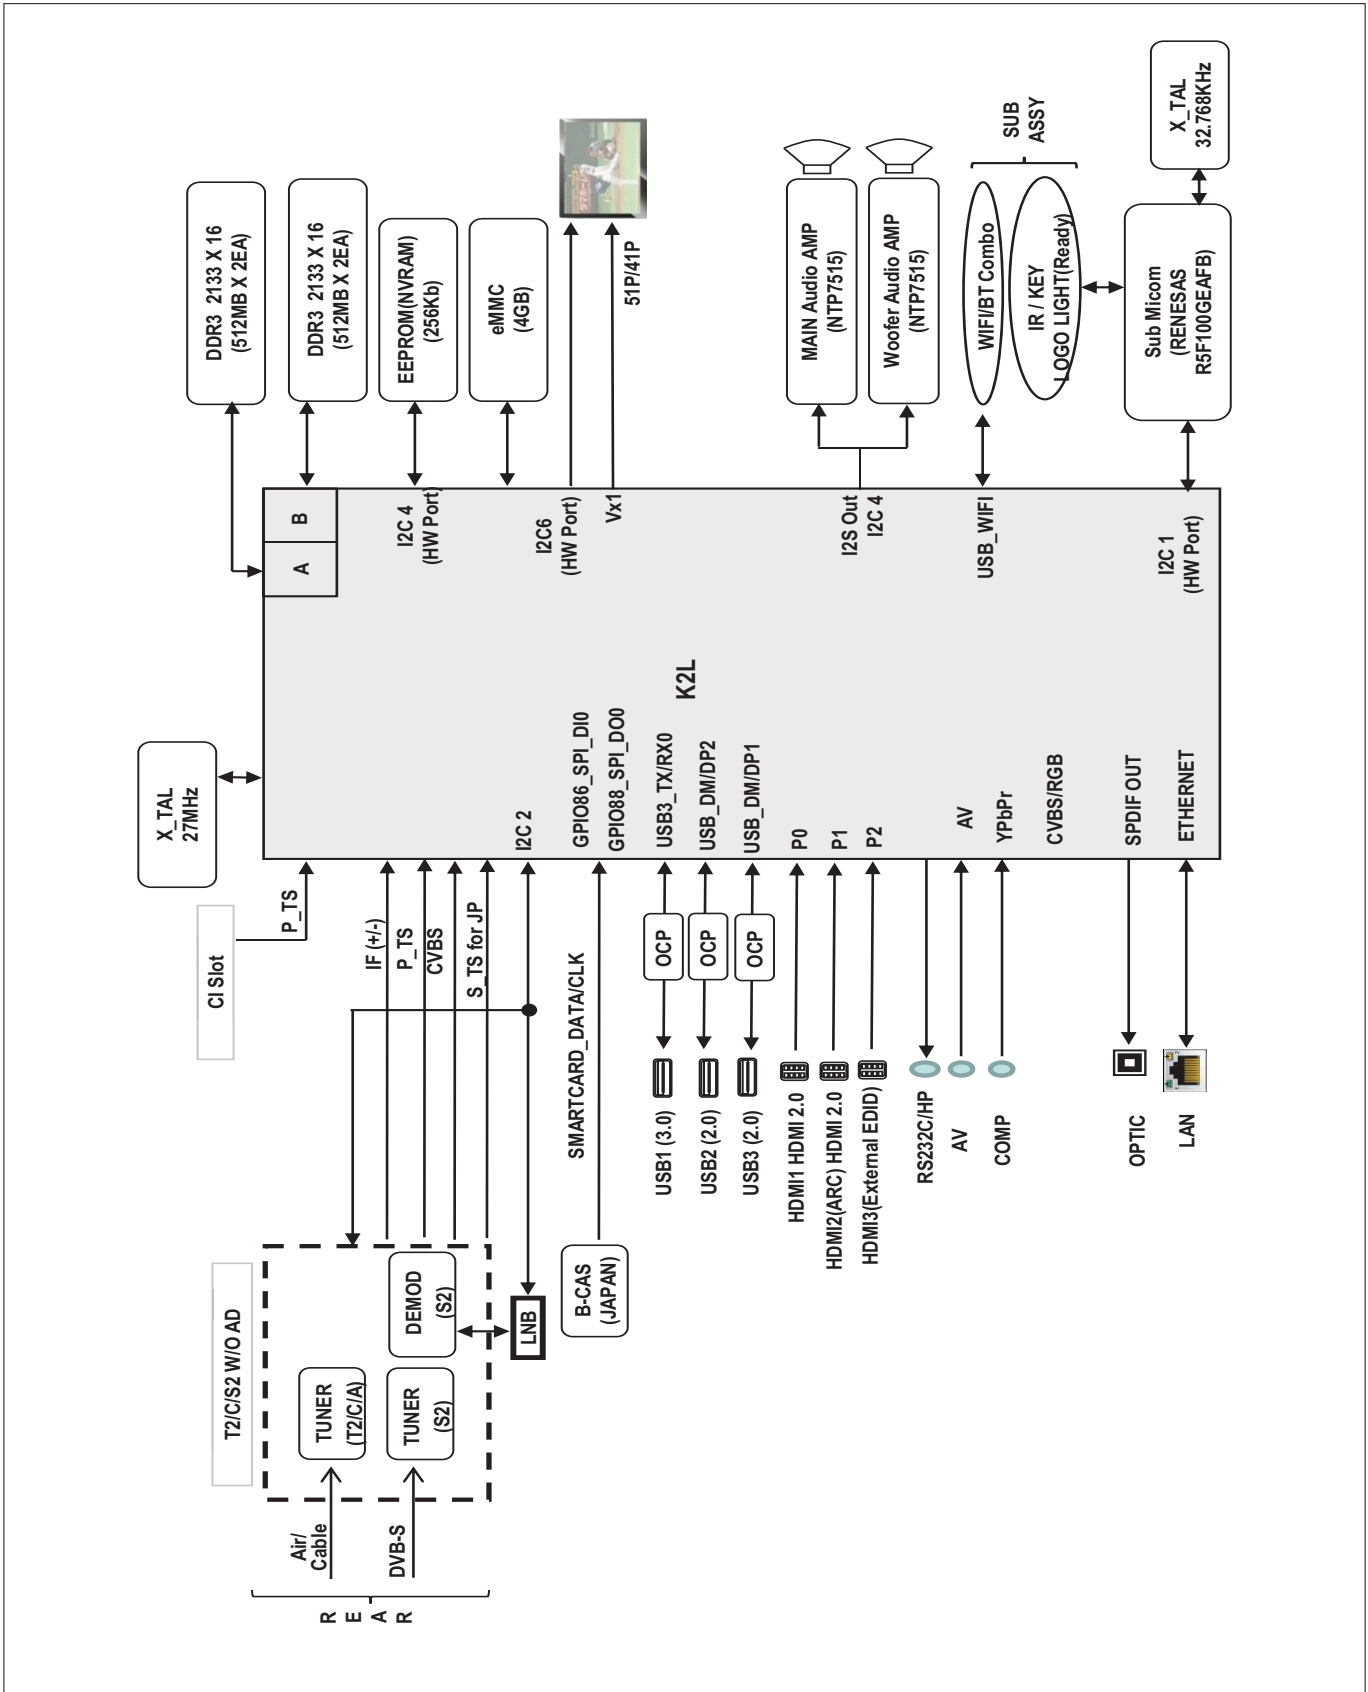 REAR
Air/
Cable
DVB-S
T2/C/S2 W/O AD
TUNER
(T2/C/A)
TUNER
(S2)
DEMOD
(S2)
LNB
CI Slot
P_TS
IF (+/-)
P_TS
CVBS
S_TS for JP
I2C 2
X_TAL
27MHz
B-CAS
(JAPAN)
SMARTCARD_DATA/CLK
GPIO86_SPI_DI0
GPIO88_SPI_DO0
USB1 (3.0)
OCP
USB3_TX/RX0
USB2 (2.0)
OCP
USB_DM/DP2
USB3 (2.0)
OCP
USB_DM/DP1
HDMI1 HDMI 2.0
P0
HDMI2(ARC) HDMI 2.0
P1
HDMI3(External EDID)
P2
RS232C/HP
AV
AV
COMP
YPbPr
CVBS/RGB
OPTIC
SPDIF OUT
LAN
ETHERNET
K2L
A
B
DDR3 2133 X 16
(512MB X 2EA)
DDR3 2133 X 16
(512MB X 2EA)
I2C 4
(HW Port)
EEPROM(NVRAM)
(256Kb)
eMMC
(4GB)
I2C6
(HW Port)
Vx1
51P/41P
I2S Out
I2C 4
MAIN Audio AMP
(NTP7515)
Woofer Audio AMP
(NTP7515)
USB_WIFI
WIFI/BT Combo
IR / KEY
LOGO LIGHT(Ready)
SUB
ASSY
I2C 1
(HW Port)
Sub Micom
(RENESAS
R5F100GEAFB)
X_TAL
32.768KHz